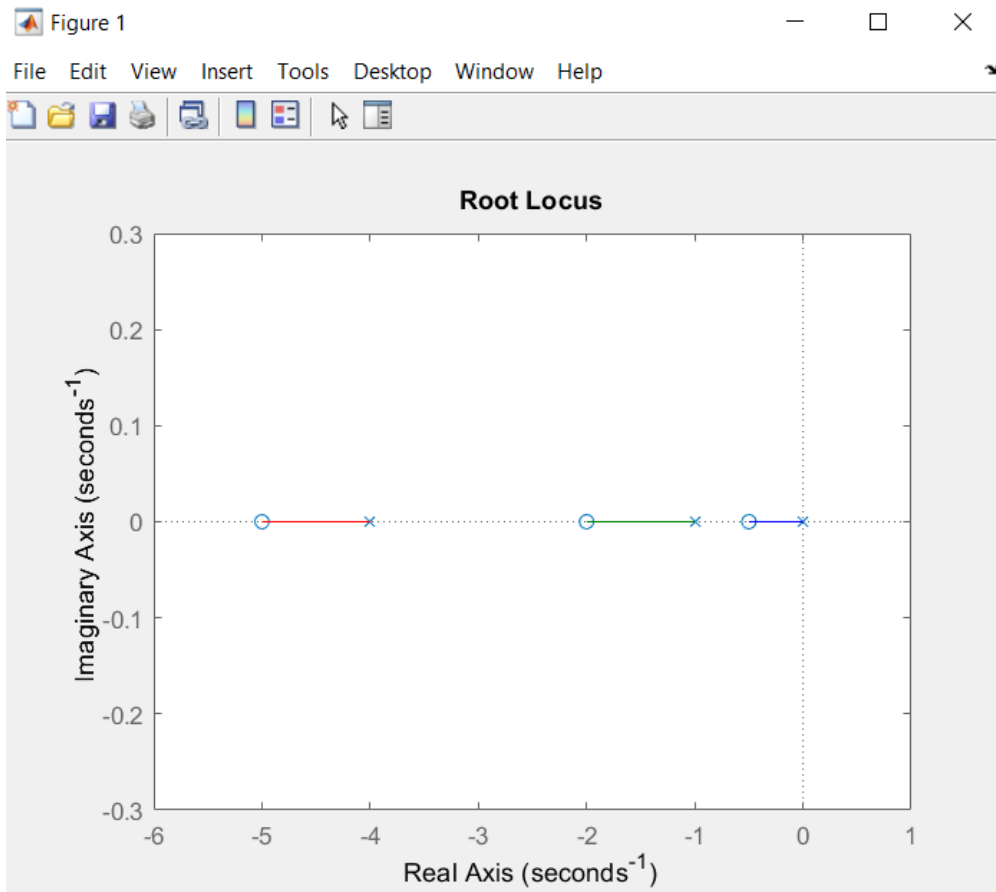 Figure 1
File Edit View Insert Tools Desktop Window Help
Root Locus
0.3
0.2
0.1
0
-0.1
-0.2
-0.3
Imaginary Axis (seconds⁻¹)
-6 -5 -4 -3 -2 -1 0 1
Real Axis (seconds⁻¹)